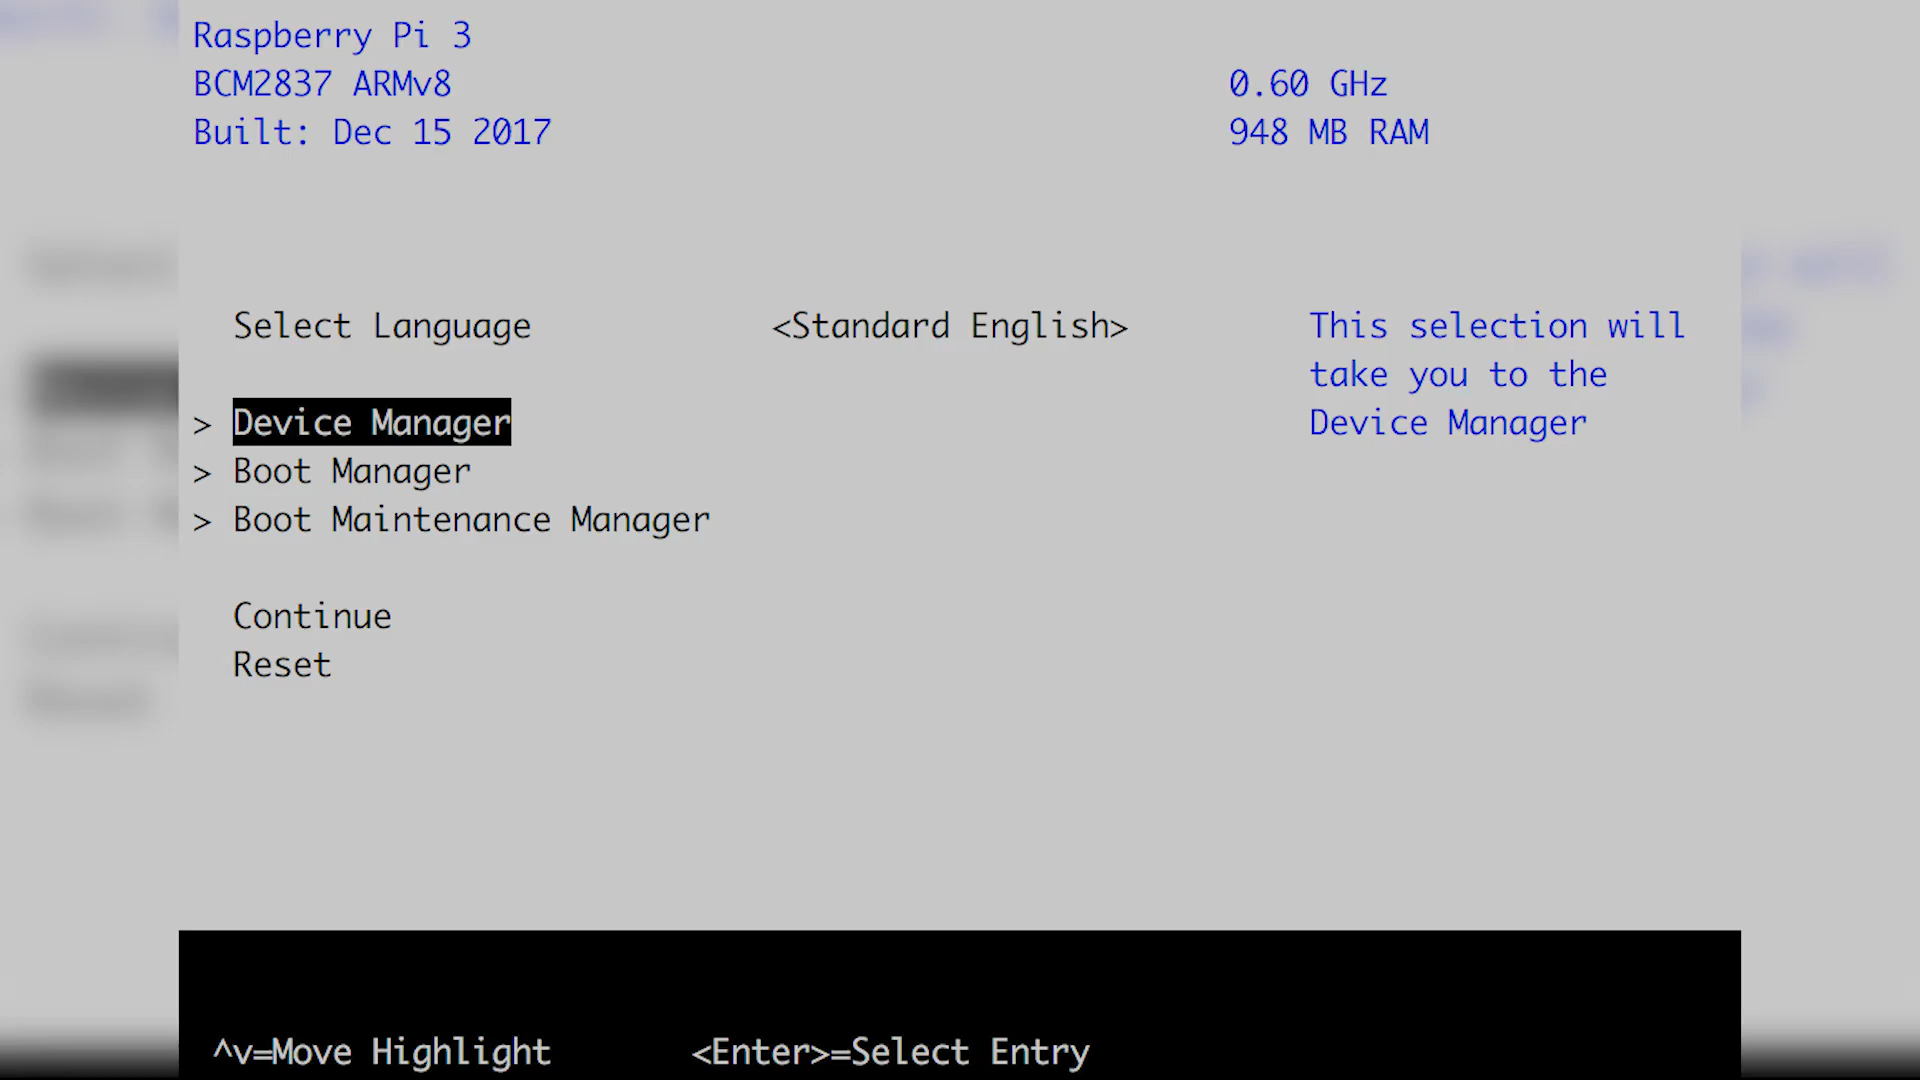 Raspberry Pi 3
BCM2837 ARMv8 0.60 GHz
Built: Dec 15 2017 948 MB RAM
Select Language <Standard English> This selection will
take you to the
> Device Manager Device Manager
> Boot Manager
> Boot Maintenance Manager
Continue
Reset
^v=Move Highlight <Enter>=Select Entry